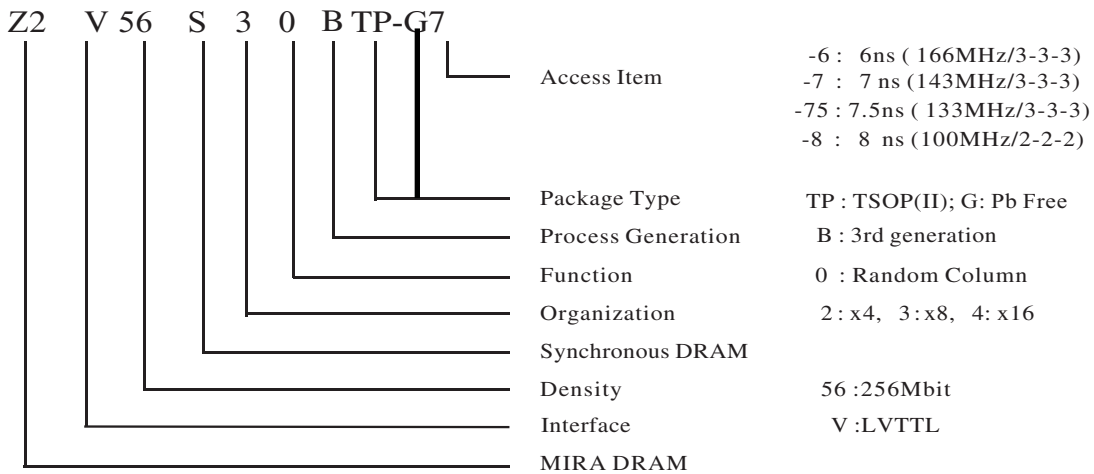 Z2 V 56 S 3 0 B TP-G7
Access Item
-6 : 6ns ( 166MHz/3-3-3)
-7 : 7 ns (143MHz/3-3-3)
-75 : 7.5ns ( 133MHz/3-3-3)
-8 : 8 ns (100MHz/2-2-2)
Package Type TP : TSOP(II); G: Pb Free
Process Generation B : 3rd generation
Function 0 : Random Column
Organization 2 : x4, 3 : x8, 4: x16
Synchronous DRAM
Density 56 :256Mbit
Interface V :LVTTL
MIRA DRAM